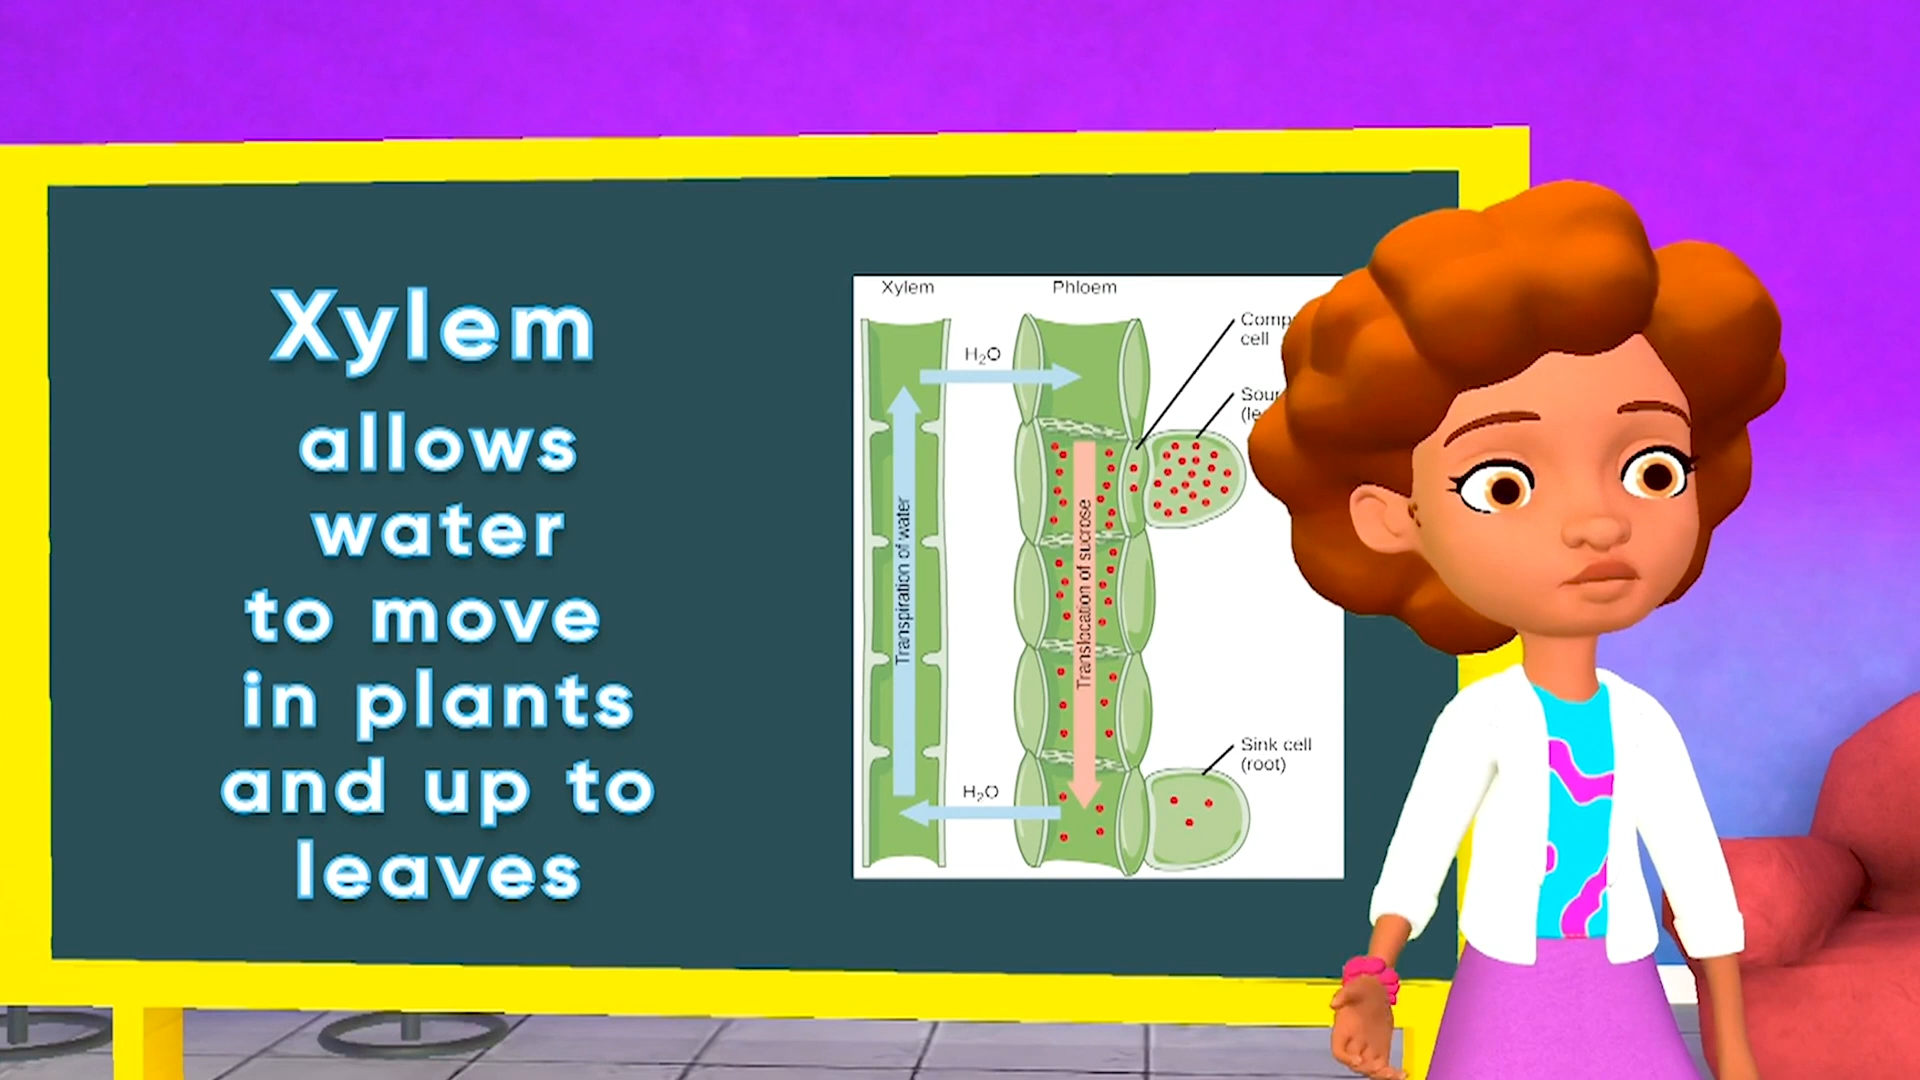 Xylem
allows
water
to move
in plants
and up to
leaves
Xylem
Phloem
H₂O
cell
Transpiration of water
Translocation of sucrose
Sink cell
(root)
H₂O